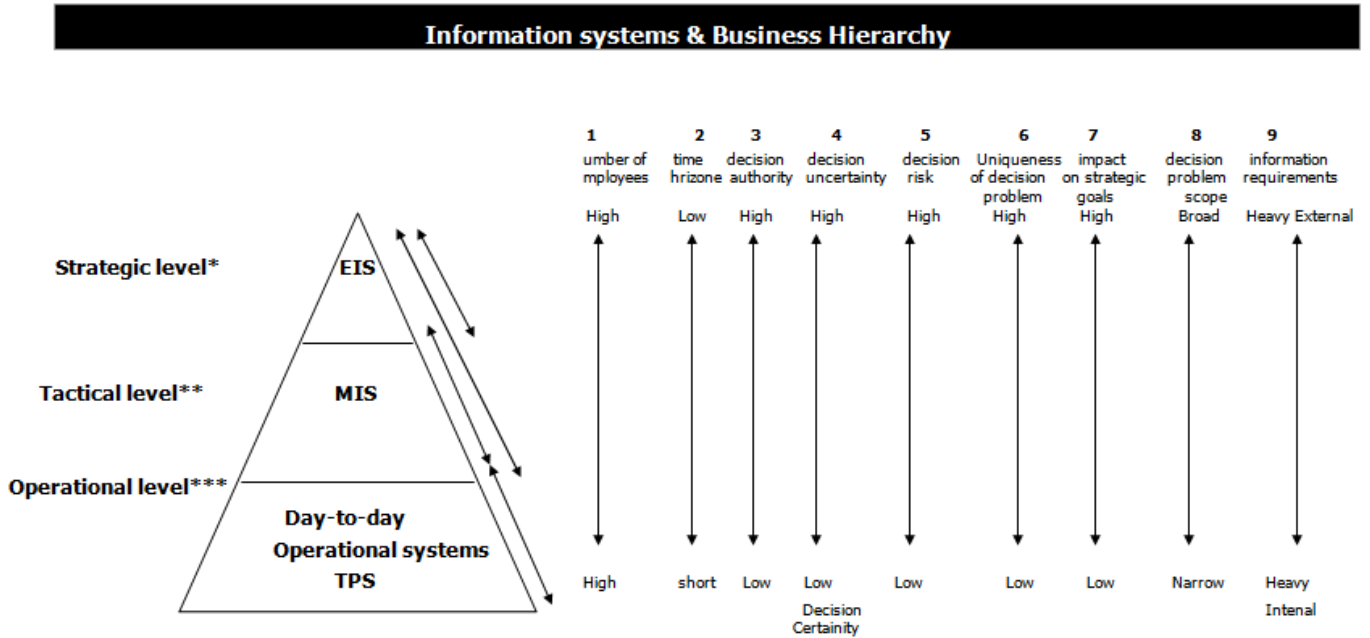 Information systems & Business Hierarchy
1 2 3 4 5 6 7 8 9
umber of time decision decision decision Uniqueness impact decision information
mployees hrizone authority uncertainty risk of decision on strategic problem requirements
problem goals scope
High Low High High High High High Broad Heavy External
Strategic level*
EIS
Tactical level**
MIS
Operational level***
Day-to-day
Operational systems
TPS
High short Low Low Low Low Low Narrow Heavy
Decision Intenal
Certainity